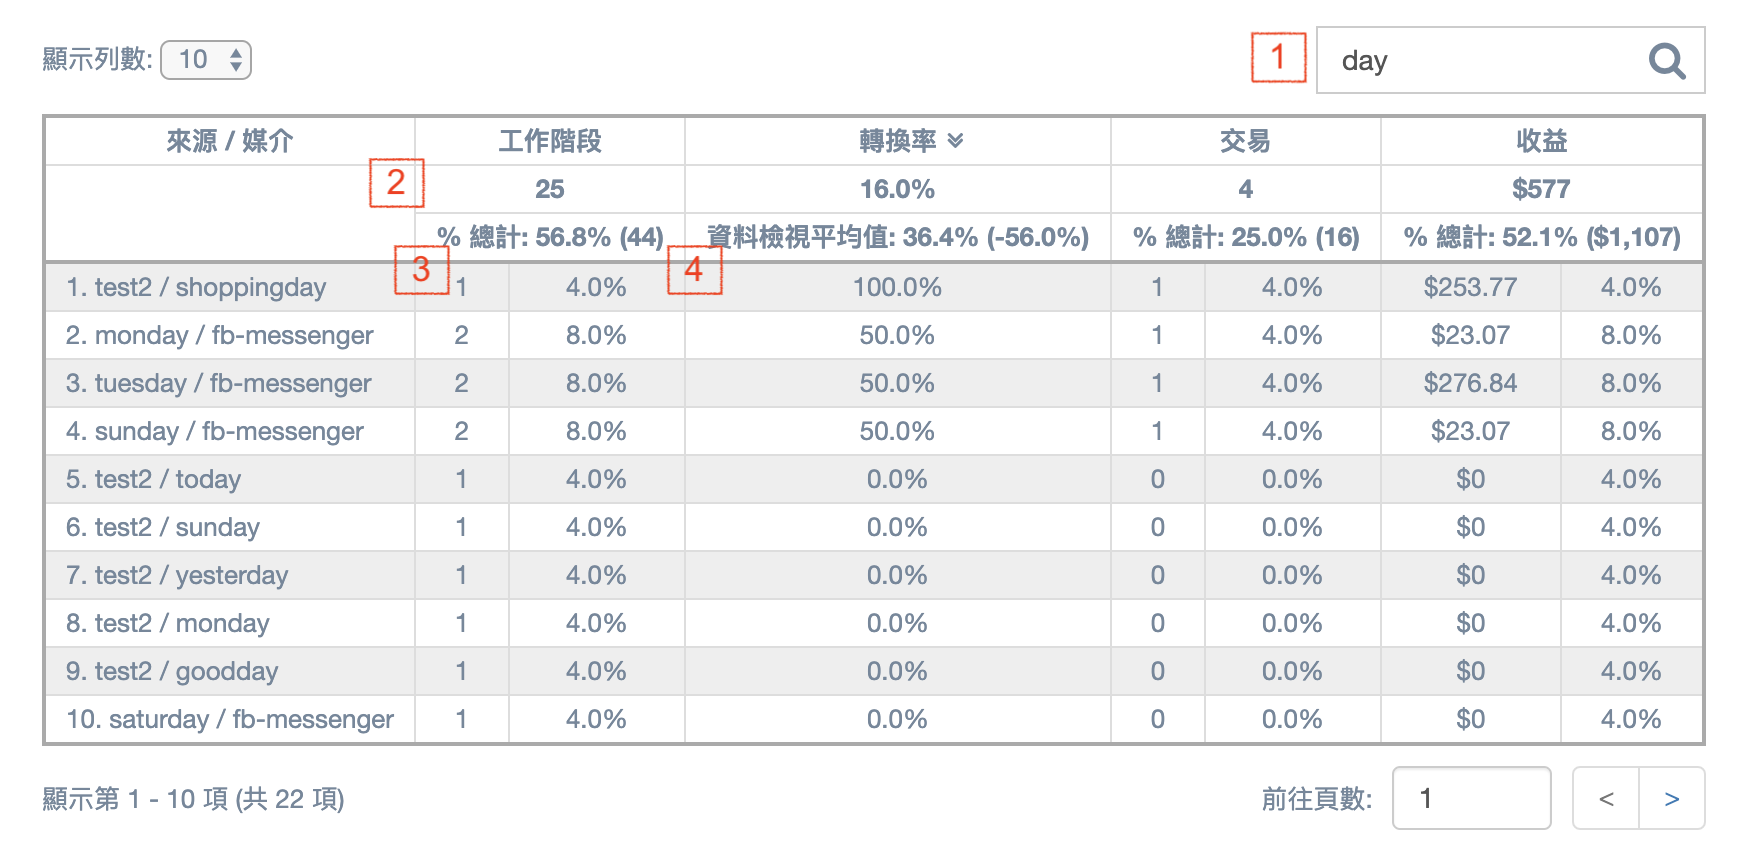 顯示列數: 10
1 day
來源 / 媒介 工作階段 轉換率 交易 收益
2 25 16.0% 4 $577
% 總計: 56.8% (44) 資料檢視平均值: 36.4% (-56.0%) % 總計: 25.0% (16) % 總計: 52.1% ($1,107)
3 4
1. test2 / shoppingday 1 4.0% 100.0% 1 4.0% $253.77 4.0%
2. monday / fb-messenger 2 8.0% 50.0% 1 4.0% $23.07 8.0%
3. tuesday / fb-messenger 2 8.0% 50.0% 1 4.0% $276.84 8.0%
4. sunday / fb-messenger 2 8.0% 50.0% 1 4.0% $23.07 8.0%
5. test2 / today 1 4.0% 0.0% 0 0.0% $0 4.0%
6. test2 / sunday 1 4.0% 0.0% 0 0.0% $0 4.0%
7. test2 / yesterday 1 4.0% 0.0% 0 0.0% $0 4.0%
8. test2 / monday 1 4.0% 0.0% 0 0.0% $0 4.0%
9. test2 / goodday 1 4.0% 0.0% 0 0.0% $0 4.0%
10. saturday / fb-messenger 1 4.0% 0.0% 0 0.0% $0 4.0%
顯示第 1 - 10 項 (共 22 項)
前往頁數: 1 < >